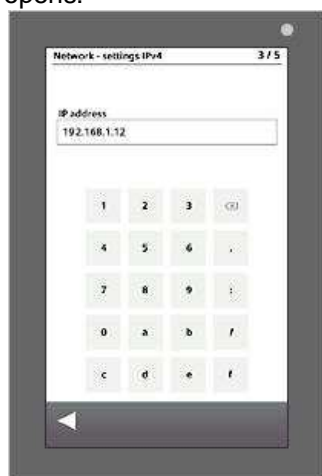 opens.
Network - settings IPv4 3/5
IP address
192.168.1.12
1 2 3
4 5 6 .
7 8 9 :
0 a b /
c d e f